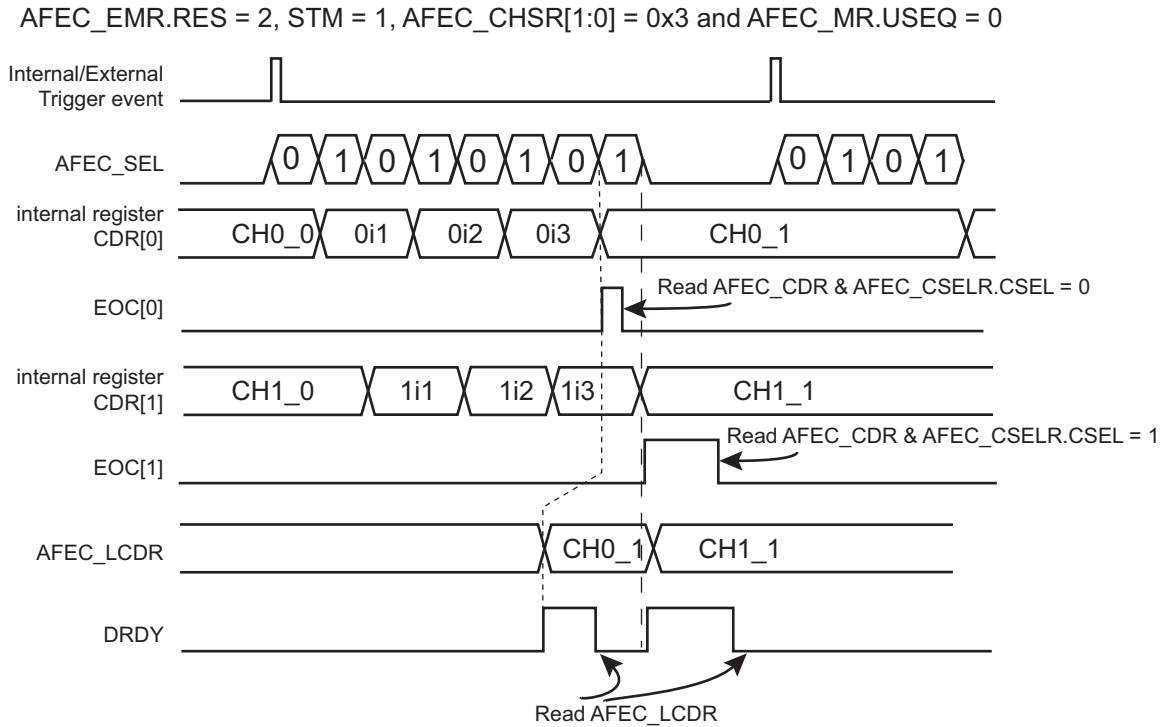 AFEC_EMR.RES = 2, STM = 1, AFEC_CHSR[1:0] = 0x3 and AFEC_MR.USEQ = 0
Internal/External
Trigger event
AFEC_SEL
0 1 0 1 0 1 0 1 0 1 0 1
internal register
CDR[0]
CH0_0 0i1 0i2 0i3 CH0_1
Read AFEC_CDR & AFEC_CSELR.CSEL = 0
EOC[0]
internal register
CDR[1]
CH1_0 1i1 1i2 1i3 CH1_1
Read AFEC_CDR & AFEC_CSELR.CSEL = 1
EOC[1]
AFEC_LCDR CH0_1 CH1_1
DRDY
Read AFEC_LCDR